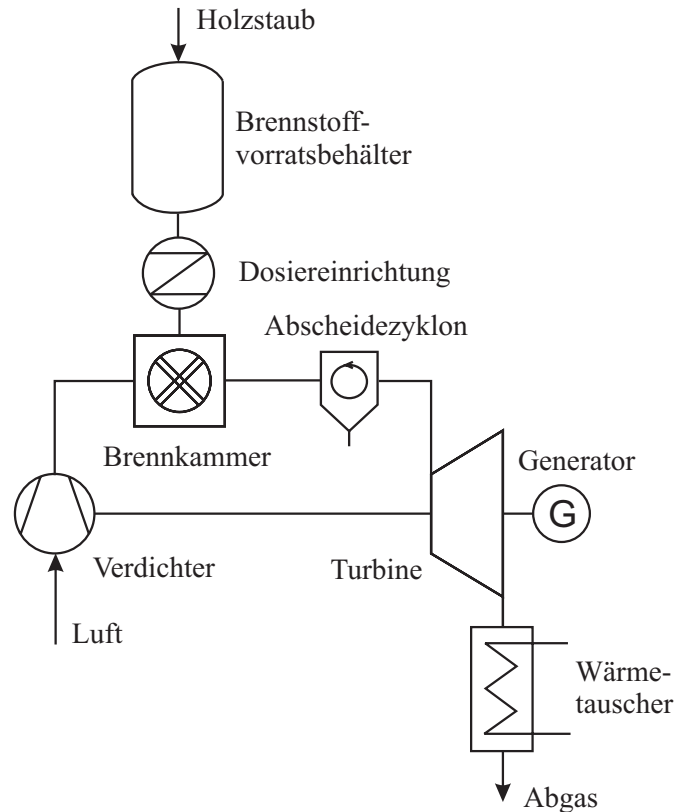 Holzstaub
Brennstoff-
vorratsbehälter
Dosiereinrichtung
Abscheidezyklon
Brennkammer
Generator
G
Verdichter
Turbine
Luft
Wärme-
tauscher
Abgas